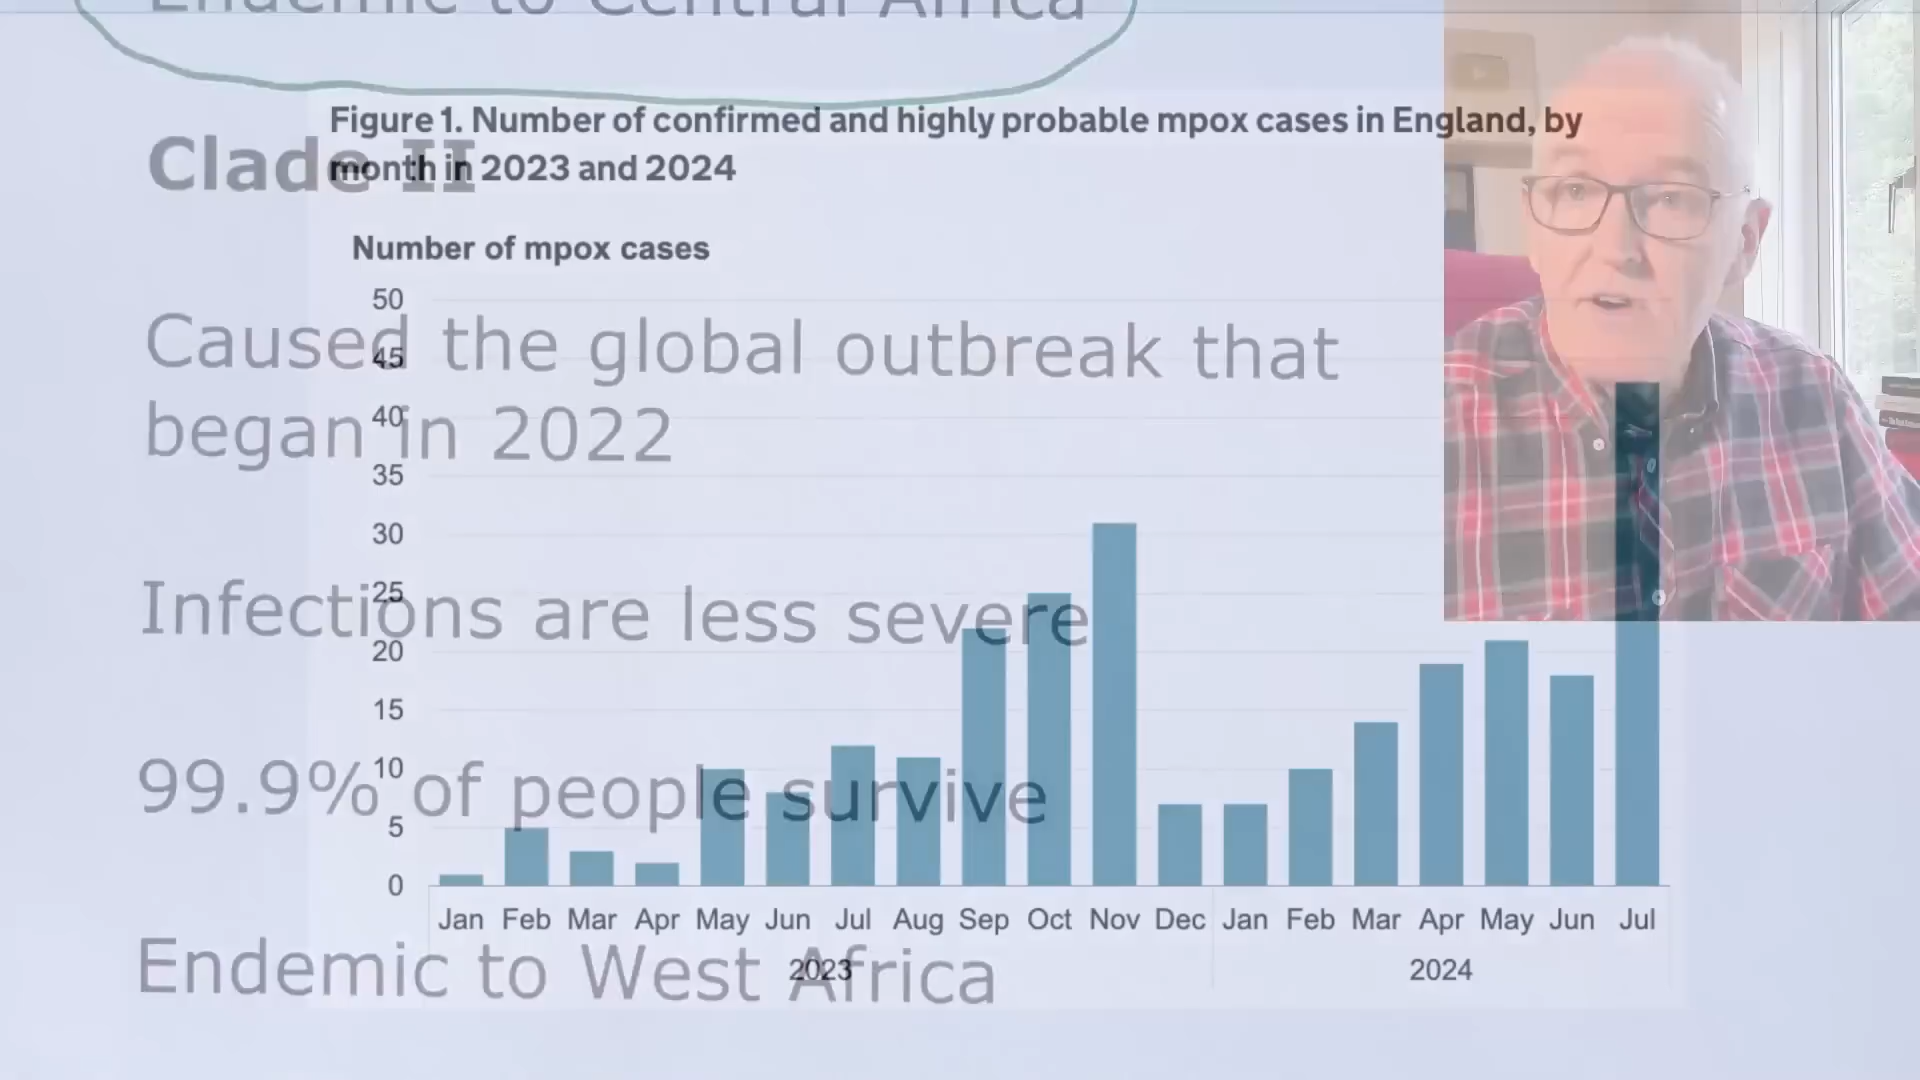 Endemic to Central Africa
Clade II
Caused the global outbreak that
began in 2022
Infections are less severe
99.9% of people survive
Endemic to West Africa
Figure 1. Number of confirmed and highly probable mpox cases in England, by
month in 2023 and 2024
Number of mpox cases
50
45
40
35
30
25
20
15
10
5
0
Jan Feb Mar Apr May Jun Jul Aug Sep Oct Nov Dec Jan Feb Mar Apr May Jun Jul
2023 2024